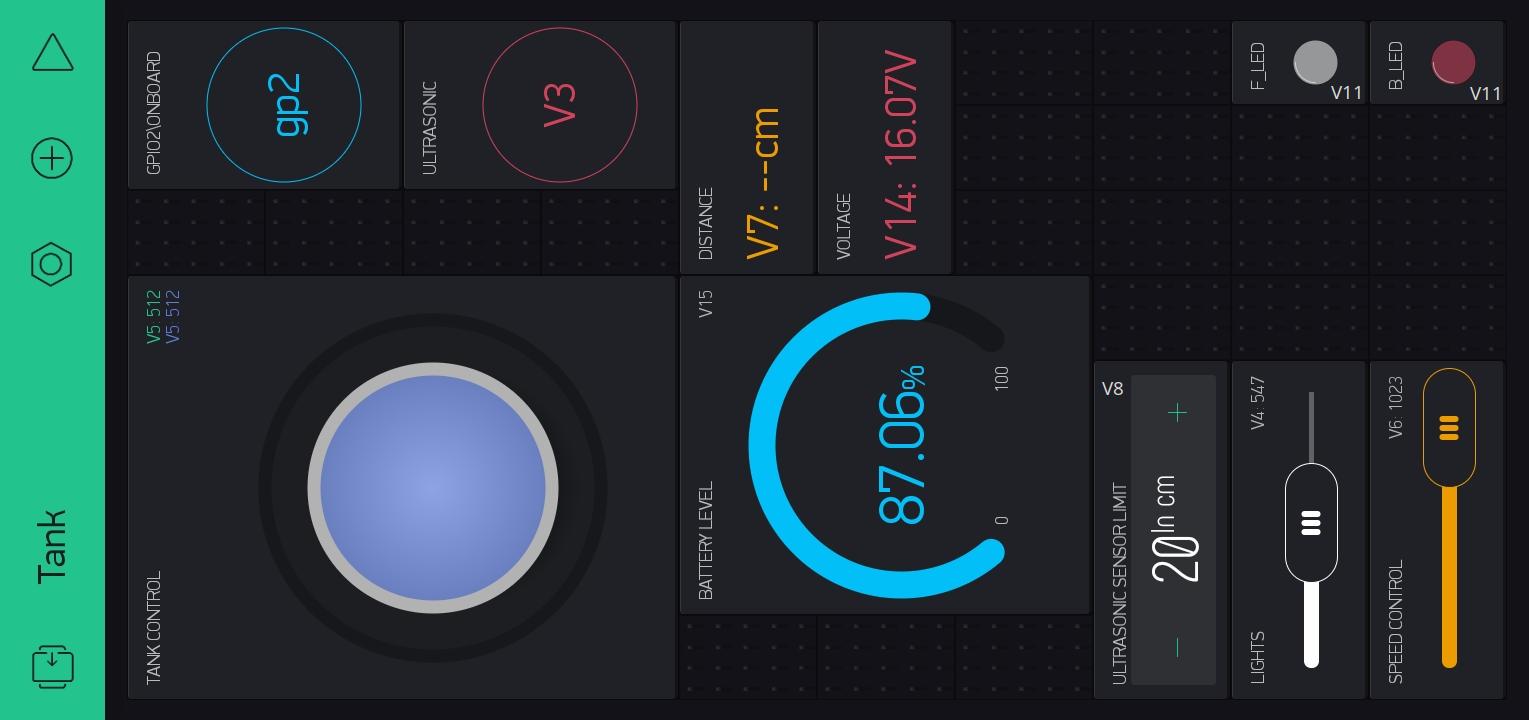 Tank
TANK CONTROL
V5: 512
V5: 512
GPIO2\ONBOARD
gp2
ULTRASONIC
V3
BATTERY LEVEL
V15
87.06%
0
100
DISTANCE
V7: --cm
VOLTAGE
V14: 16.07V
ULTRASONIC SENSOR LIMIT
V8
20In cm
LIGHTS
V4: 547
F_LED
V11
SPEED CONTROL
V6: 1023
B_LED
V11